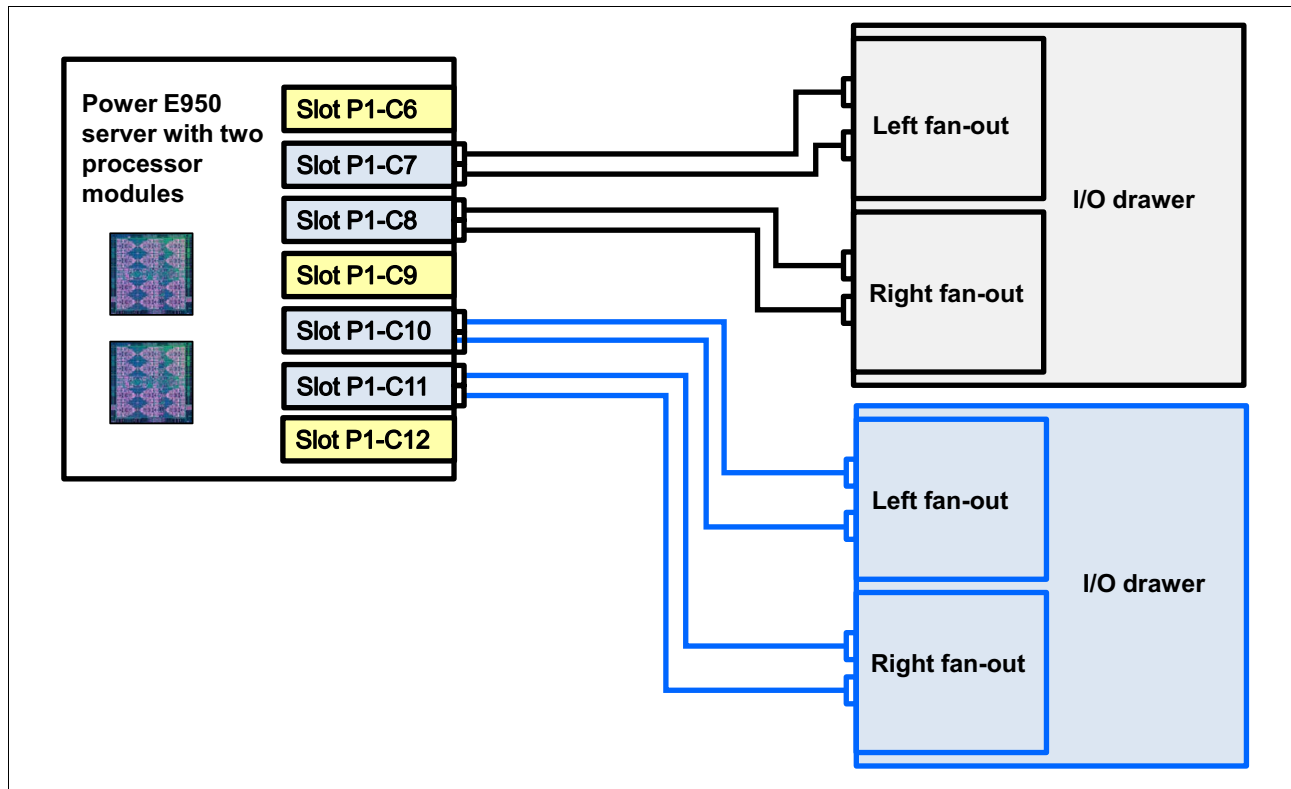 Power E950
server with two
processor
modules
Slot P1-C6
Slot P1-C7
Slot P1-C8
Slot P1-C9
Slot P1-C10
Slot P1-C11
Slot P1-C12
Left fan-out
I/O drawer
Right fan-out
Left fan-out
I/O drawer
Right fan-out